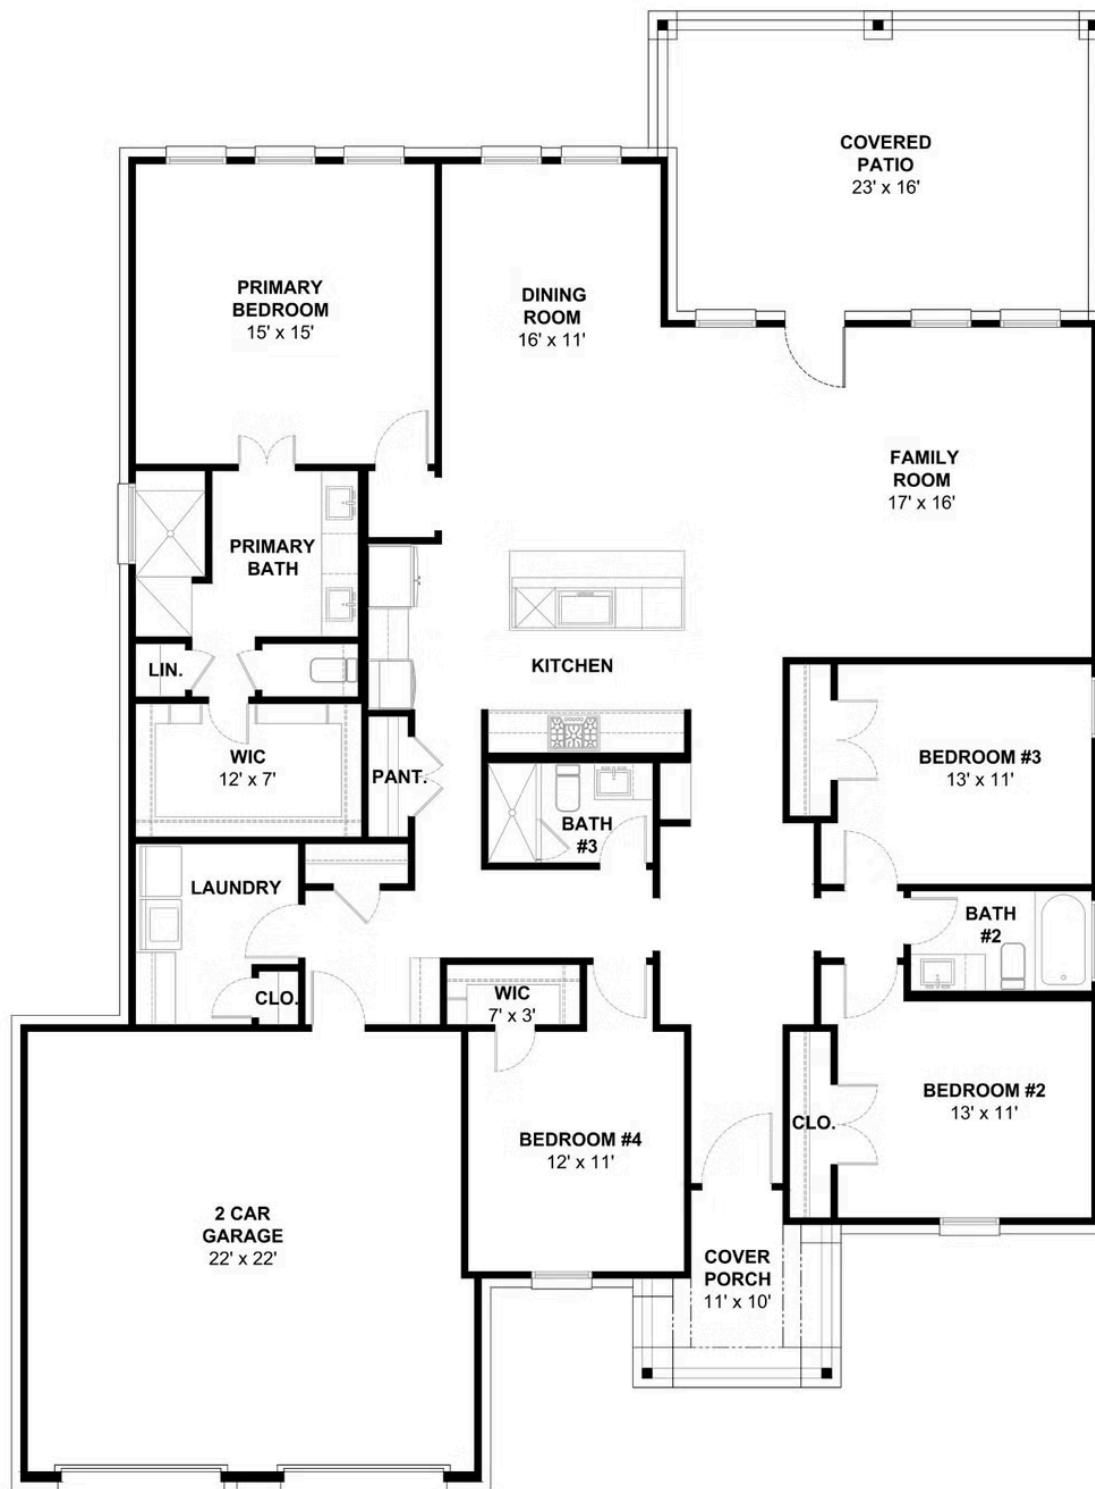 COVERED
PATIO
23' x 16'
PRIMARY
BEDROOM
15' x 15'
DINING
ROOM
16' x 11'
FAMILY
ROOM
17' x 16'
PRIMARY
BATH
LIN.
KITCHEN
WIC
12' x 7'
PANT.
BEDROOM #3
13' x 11'
BATH
#3
LAUNDRY
BATH
#2
CLO.
WIC
7' x 3'
BEDROOM #2
13' x 11'
CLO.
BEDROOM #4
12' x 11'
2 CAR
GARAGE
22' x 22'
COVER
PORCH
11' x 10'